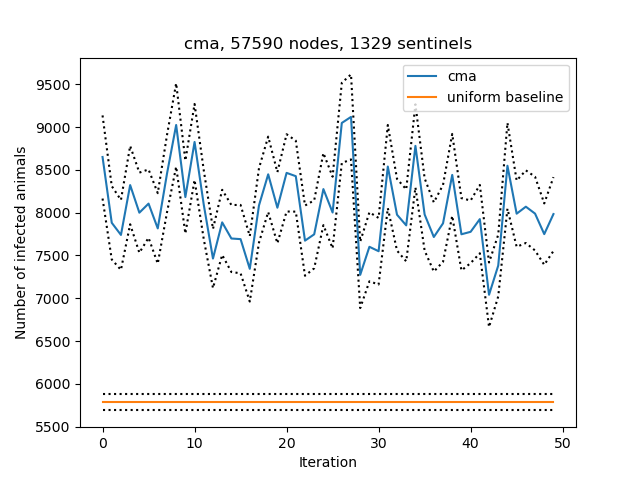 cma, 57590 nodes, 1329 sentinels
cma
uniform baseline
Number of infected animals
9500
9000
8500
8000
7500
7000
6500
6000
5500
0 10 20 30 40 50
Iteration